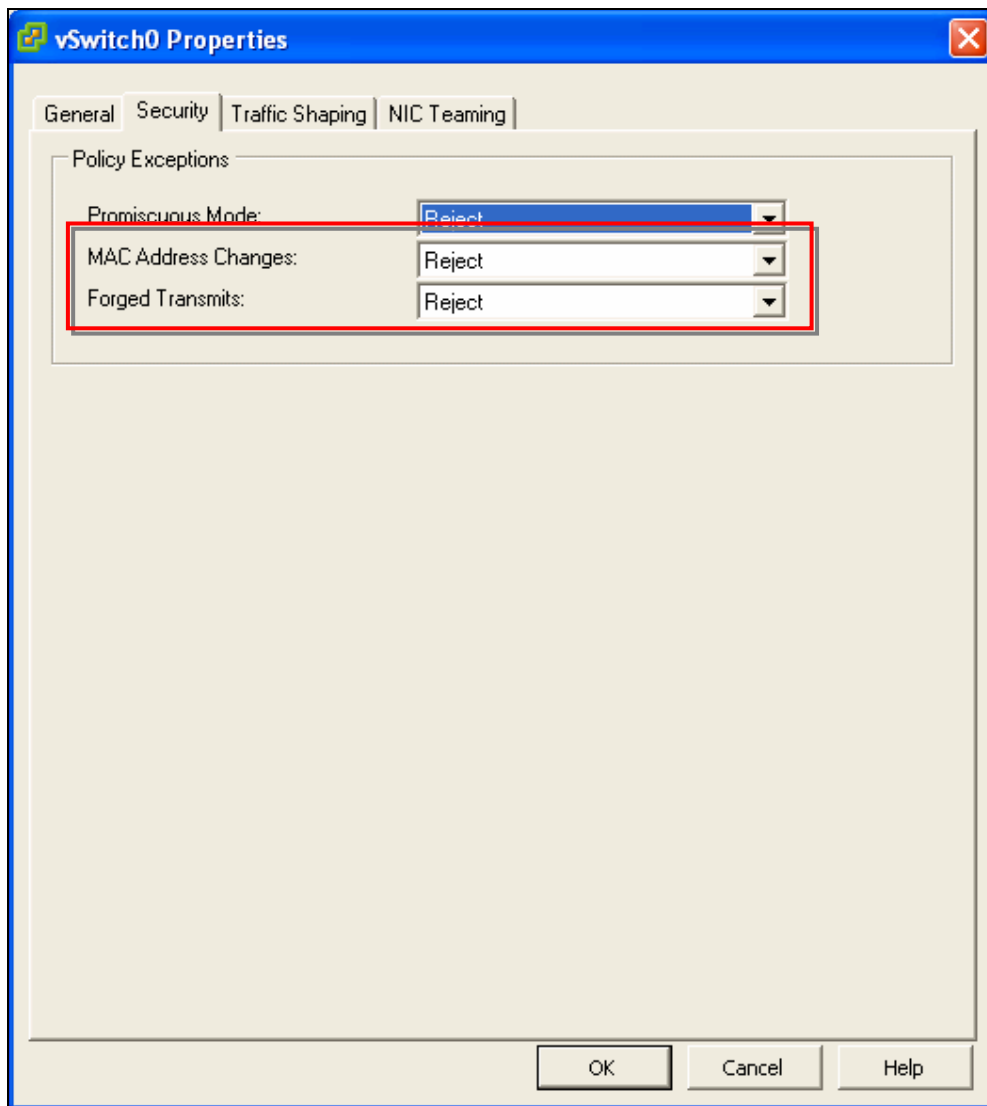 vSwitch0 Properties
General Security Traffic Shaping NIC Teaming
Policy Exceptions
Promiscuous Mode: Reject
MAC Address Changes: Reject
Forged Transmits: Reject
OK Cancel Help